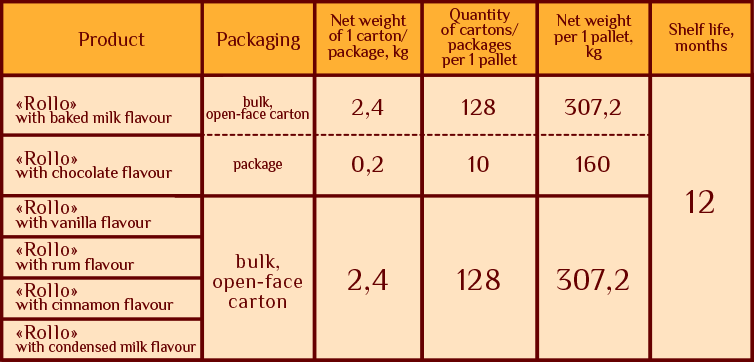 Product
Packaging
Net weight
of 1 carton/
package, kg
Quantity
of cartons/
packages
per 1 pallet
Net weight
per 1 pallet,
kg
Shelf life,
months
«Rollo»
with baked milk flavour
bulk,
open-face carton
2,4
128
307,2
«Rollo»
with chocolate flavour
package
0,2
10
160
12
«Rollo»
with vanilla flavour
«Rollo»
with rum flavour
«Rollo»
with cinnamon flavour
«Rollo»
with condensed milk flavour
bulk,
open-face
carton
2,4
128
307,2